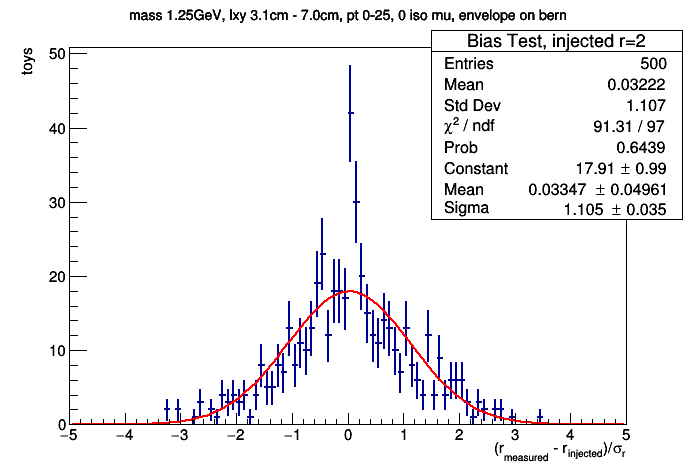 mass 1.25GeV, lxy 3.1cm - 7.0cm, pt 0-25, 0 iso mu, envelope on bern
Bias Test, injected r=2
Entries 500
Mean 0.03222
Std Dev 1.107
χ² / ndf 91.31 / 97
Prob 0.6439
Constant 17.91 ± 0.99
Mean 0.03347 ± 0.04961
Sigma 1.105 ± 0.035
toys
50
40
30
20
10
0
−5 −4 −3 −2 −1 0 1 2 3 4 5
(r_measured - r_injected)/σ_r